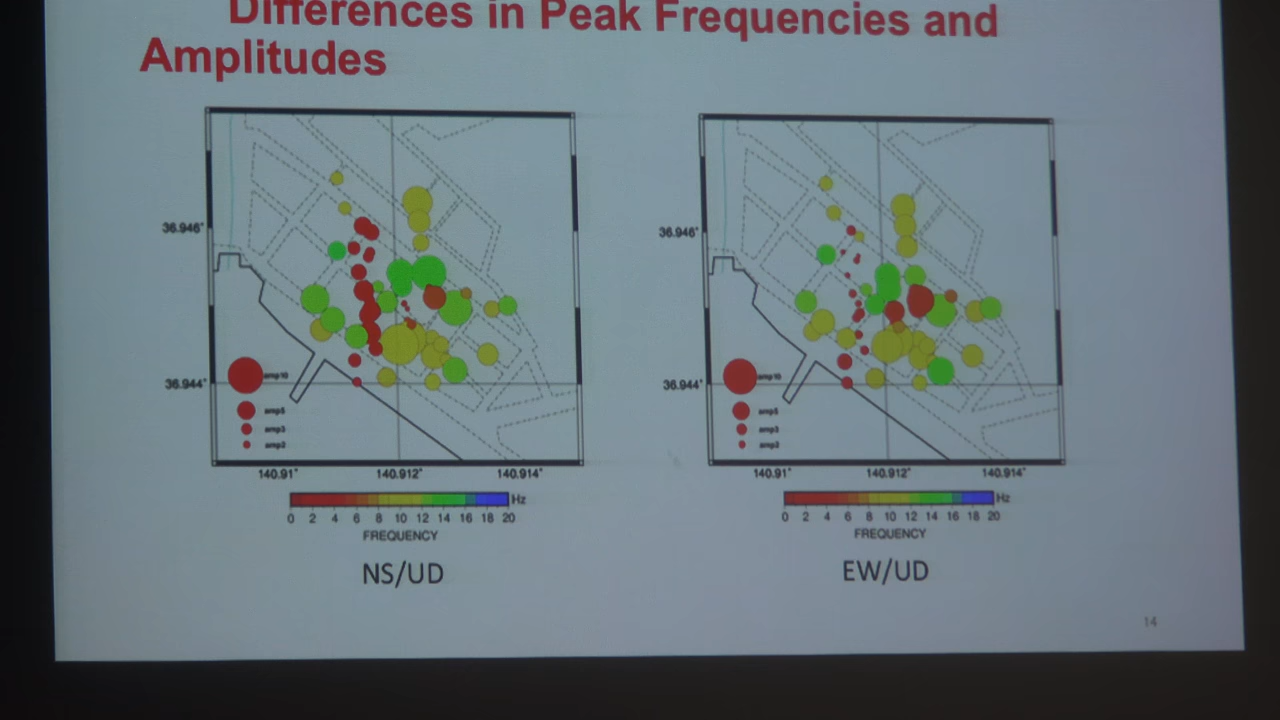 Differences in Peak Frequencies and
Amplitudes
36.946°
36.944°
amp10
amp5
amp3
amp2
140.91° 140.912° 140.914°
0 2 4 6 8 10 12 14 16 18 20 Hz
FREQUENCY
NS/UD
36.946°
36.944°
amp10
amp5
amp3
amp2
140.91° 140.912° 140.914°
0 2 4 6 8 10 12 14 16 18 20 Hz
FREQUENCY
EW/UD
14